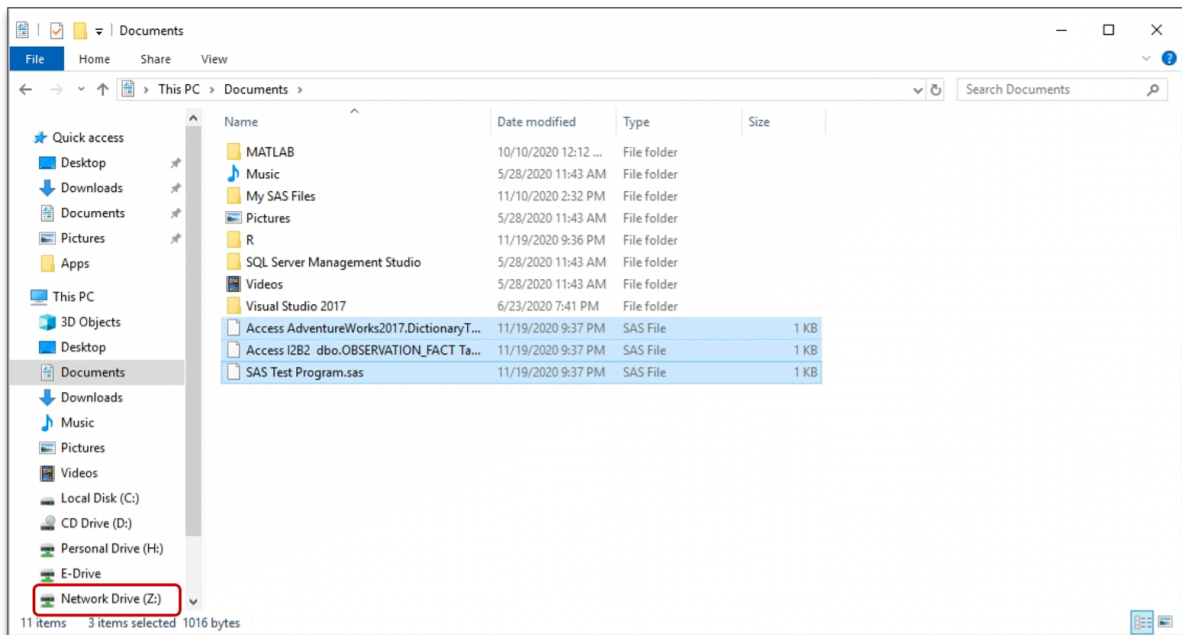 Documents
File Home Share View
This PC > Documents >
Search Documents
Name Date modified Type Size
Quick access
Desktop
Downloads
Documents
Pictures
Apps
This PC
3D Objects
Desktop
Documents
Downloads
Music
Pictures
Videos
Local Disk (C:)
CD Drive (D:)
Personal Drive (H:)
E-Drive
Network Drive (Z:)
MATLAB 10/10/2020 12:12 ... File folder
Music 5/28/2020 11:43 AM File folder
My SAS Files 11/10/2020 2:32 PM File folder
Pictures 5/28/2020 11:43 AM File folder
R 11/19/2020 9:36 PM File folder
SQL Server Management Studio 5/28/2020 11:43 AM File folder
Videos 5/28/2020 11:43 AM File folder
Visual Studio 2017 6/23/2020 7:41 PM File folder
Access AdventureWorks2017.DictionaryT... 11/19/2020 9:37 PM SAS File 1 KB
Access I2B2 dbo.OBSERVATION_FACT Ta... 11/19/2020 9:37 PM SAS File 1 KB
SAS Test Program.sas 11/19/2020 9:37 PM SAS File 1 KB
11 items 3 items selected 1016 bytes